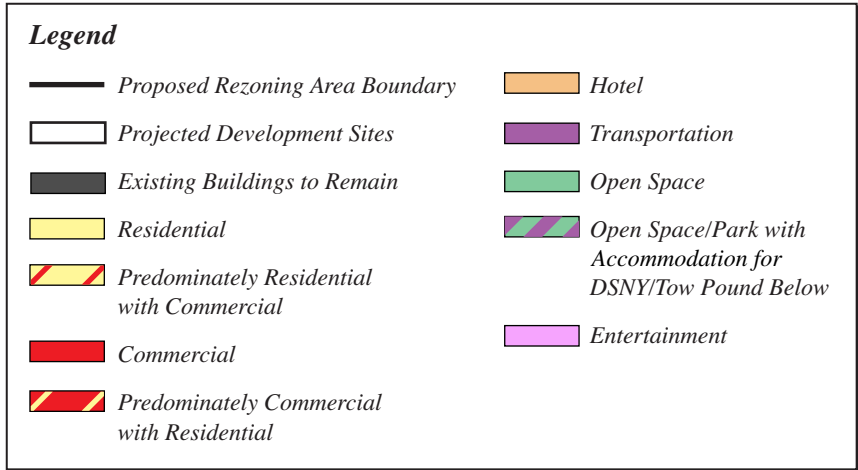 Legend
Proposed Rezoning Area Boundary
Projected Development Sites
Existing Buildings to Remain
Residential
Predominately Residential
with Commercial
Commercial
Predominately Commercial
with Residential
Hotel
Transportation
Open Space
Open Space/Park with
Accommodation for
DSNY/Tow Pound Below
Entertainment